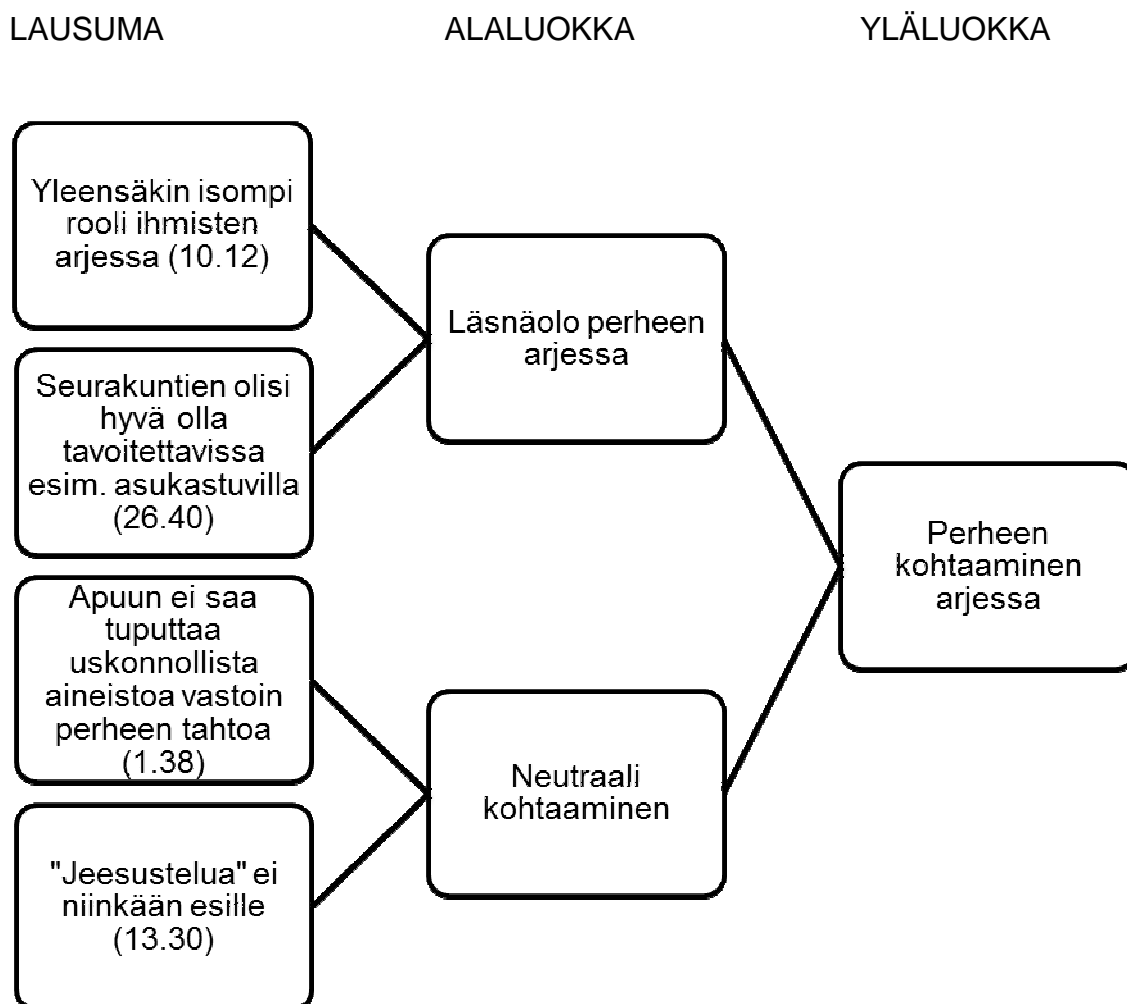 LAUSUMA ALALUOKKA YLÄLUOKKA
Yleensäkin isompi
rooli ihmisten
arjessa (10.12)
Seurakuntien olisi
hyvä olla
tavoitettavissa
esim. asukastuvilla
(26.40)
Apuun ei saa
tuputtaa
uskonnollista
aineistoa vastoin
perheen tahtoa
(1.38)
"Jeesustelua" ei
niinkään esille
(13.30)
Läsnäolo perheen
arjessa
Neutraali
kohtaaminen
Perheen
kohtaaminen
arjessa